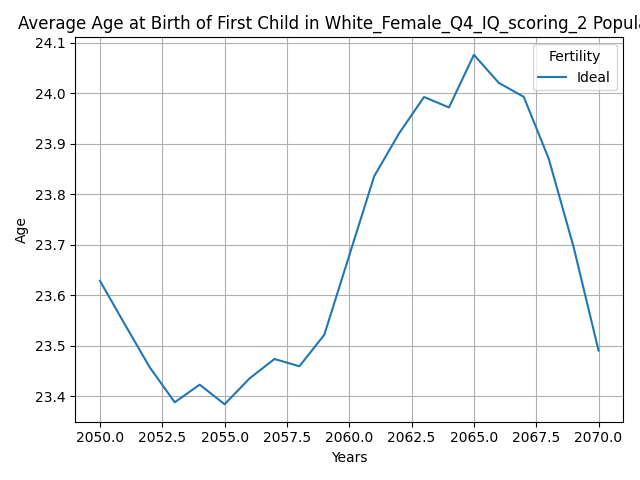 Average Age at Birth of First Child in White_Female_Q4_IQ_scoring_2 Popula
24.1
24.0
23.9
23.8
23.7
23.6
23.5
23.4
Age
Fertility
Ideal
2050.0 2052.5 2055.0 2057.5 2060.0 2062.5 2065.0 2067.5 2070.0
Years